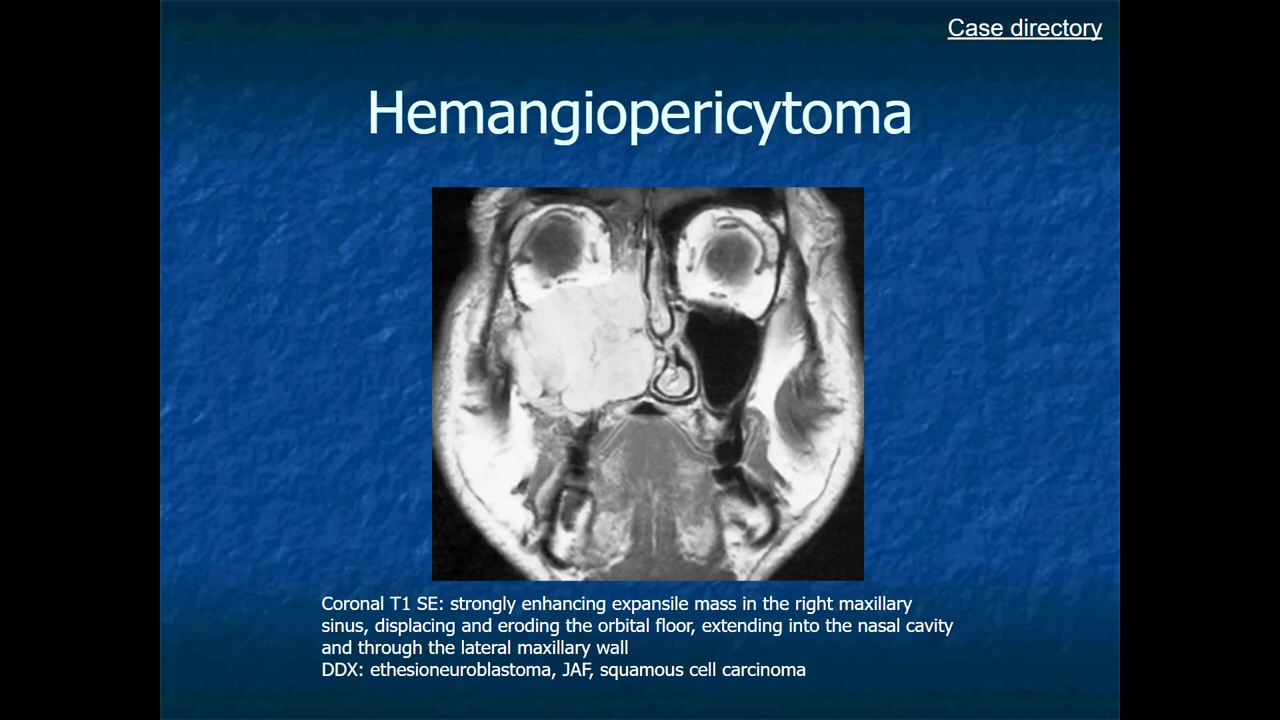 Case directory
Hemangiopericytoma
Coronal T1 SE: strongly enhancing expansile mass in the right maxillary
sinus, displacing and eroding the orbital floor, extending into the nasal cavity
and through the lateral maxillary wall
DDX: ethesioneuroblastoma, JAF, squamous cell carcinoma